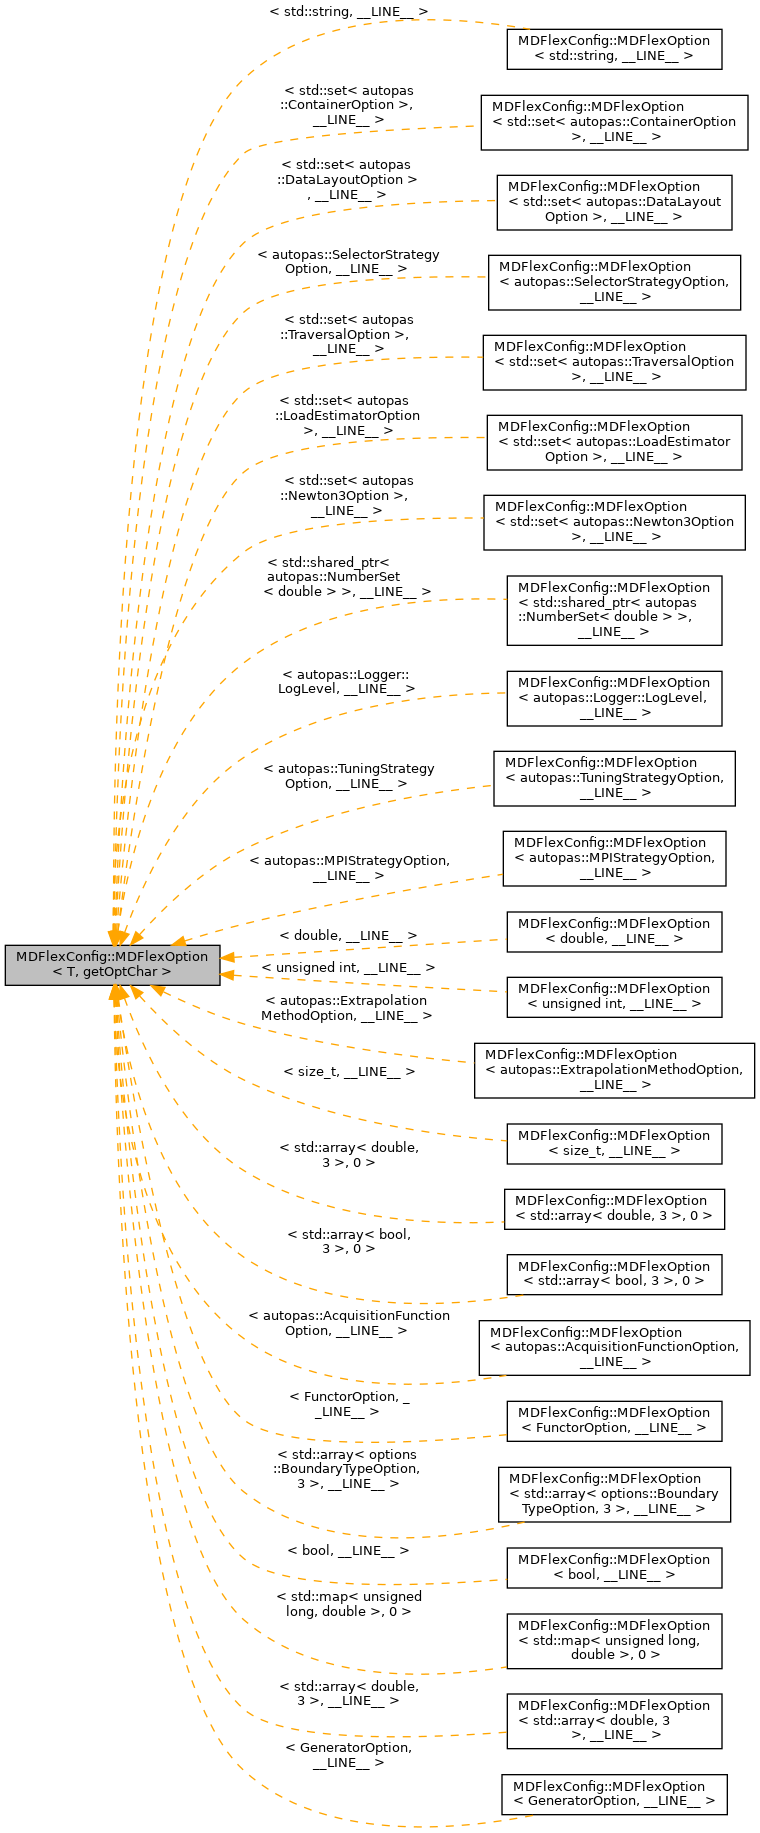 < std::string, __LINE__ >
MDFlexConfig::MDFlexOption
< std::string, __LINE__ >
< std::set< autopas
::ContainerOption >,
__LINE__ >
MDFlexConfig::MDFlexOption
< std::set< autopas::ContainerOption
>, __LINE__ >
< std::set< autopas
::DataLayoutOption >
, __LINE__ >
MDFlexConfig::MDFlexOption
< std::set< autopas::DataLayout
Option >, __LINE__ >
< autopas::SelectorStrategy
Option, __LINE__ >
MDFlexConfig::MDFlexOption
< autopas::SelectorStrategyOption,
__LINE__ >
< std::set< autopas
::TraversalOption >,
__LINE__ >
MDFlexConfig::MDFlexOption
< std::set< autopas::TraversalOption
>, __LINE__ >
< std::set< autopas
::LoadEstimatorOption
>, __LINE__ >
MDFlexConfig::MDFlexOption
< std::set< autopas::LoadEstimator
Option >, __LINE__ >
< std::set< autopas
::Newton3Option >,
__LINE__ >
MDFlexConfig::MDFlexOption
< std::set< autopas::Newton3Option
>, __LINE__ >
< std::shared_ptr<
autopas::NumberSet
< double > >, __LINE__ >
MDFlexConfig::MDFlexOption
< std::shared_ptr< autopas
::NumberSet< double > >,
__LINE__ >
< autopas::Logger::
LogLevel, __LINE__ >
MDFlexConfig::MDFlexOption
< autopas::Logger::LogLevel,
__LINE__ >
< autopas::TuningStrategy
Option, __LINE__ >
MDFlexConfig::MDFlexOption
< autopas::TuningStrategyOption,
__LINE__ >
< autopas::MPIStrategyOption,
__LINE__ >
MDFlexConfig::MDFlexOption
< autopas::MPIStrategyOption,
__LINE__ >
< double, __LINE__ >
MDFlexConfig::MDFlexOption
< double, __LINE__ >
MDFlexConfig::MDFlexOption
< T, getOptChar >
< unsigned int, __LINE__ >
MDFlexConfig::MDFlexOption
< unsigned int, __LINE__ >
< autopas::Extrapolation
MethodOption, __LINE__ >
MDFlexConfig::MDFlexOption
< autopas::ExtrapolationMethodOption,
__LINE__ >
< size_t, __LINE__ >
MDFlexConfig::MDFlexOption
< size_t, __LINE__ >
< std::array< double,
3 >, 0 >
MDFlexConfig::MDFlexOption
< std::array< double, 3 >, 0 >
< std::array< bool,
3 >, 0 >
MDFlexConfig::MDFlexOption
< std::array< bool, 3 >, 0 >
< autopas::AcquisitionFunction
Option, __LINE__ >
MDFlexConfig::MDFlexOption
< autopas::AcquisitionFunctionOption,
__LINE__ >
< FunctorOption, _
_LINE__ >
MDFlexConfig::MDFlexOption
< FunctorOption, __LINE__ >
< std::array< options
::BoundaryTypeOption,
3 >, __LINE__ >
MDFlexConfig::MDFlexOption
< std::array< options::Boundary
TypeOption, 3 >, __LINE__ >
< bool, __LINE__ >
MDFlexConfig::MDFlexOption
< bool, __LINE__ >
< std::map< unsigned
long, double >, 0 >
MDFlexConfig::MDFlexOption
< std::map< unsigned long,
double >, 0 >
< std::array< double,
3 >, __LINE__ >
MDFlexConfig::MDFlexOption
< std::array< double, 3
>, __LINE__ >
< GeneratorOption,
__LINE__ >
MDFlexConfig::MDFlexOption
< GeneratorOption, __LINE__ >